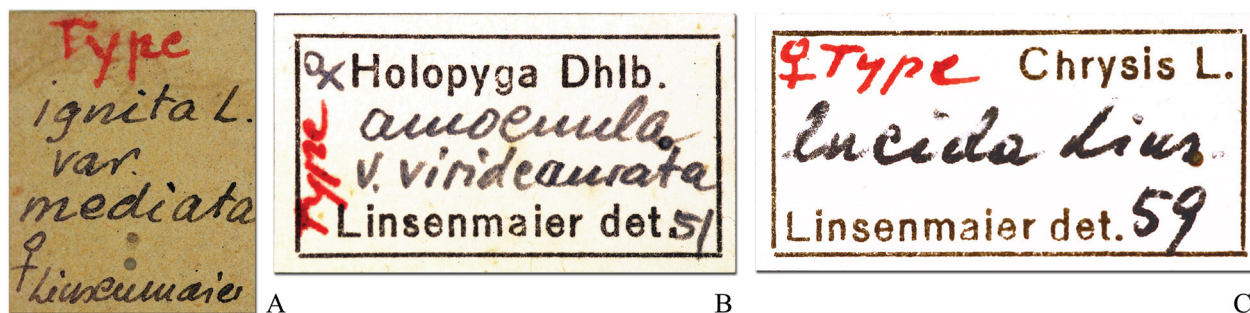 Type
ignita L.
var.
mediata
♀
Linsenmaier
A
♀ Holopyga Dhlb.
Type
amoenula
v. virideaurata
Linsenmaier det. 51
B
♀ Type Chrysis L.
lucida Lins.
Linsenmaier det. 59
C